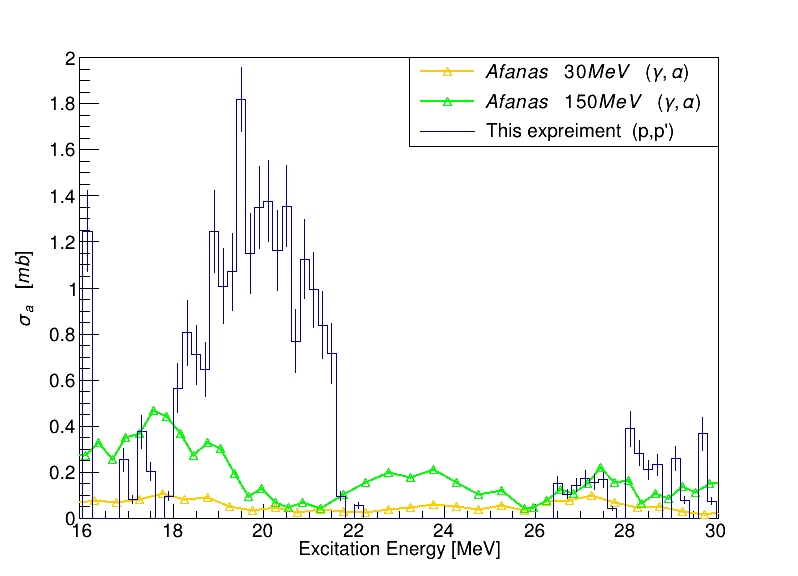 2
1.8
1.6
1.4
1.2
1
0.8
0.6
0.4
0.2
0
σa [mb]
Afanas 30MeV (γ, α)
Afanas 150MeV (γ, α)
This expreiment (p,p')
16 18 20 22 24 26 28 30
Excitation Energy [MeV]